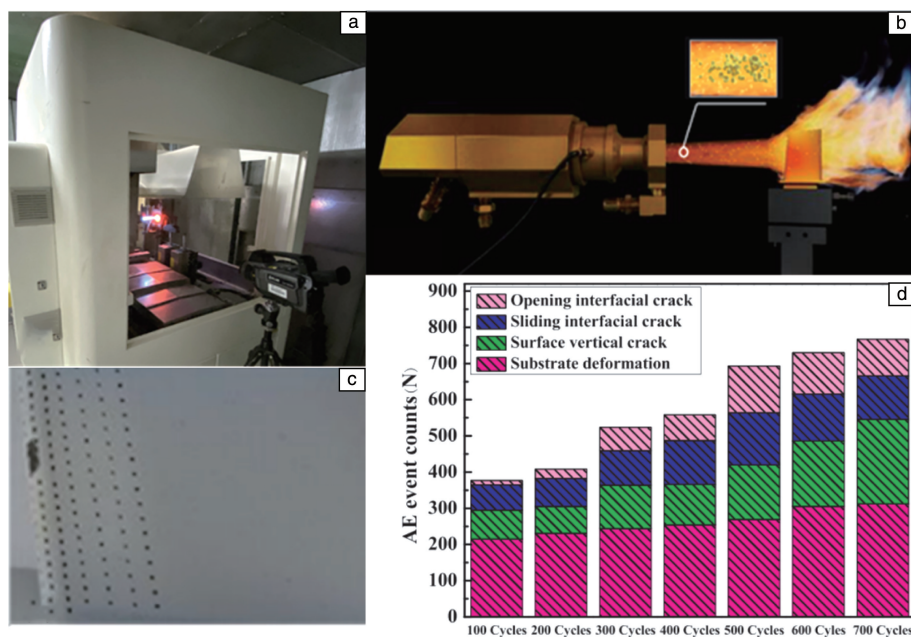 a
b
c
d
900
800
700
600
500
400
300
200
100
0
AE event counts(N)
Opening interfacial crack
Sliding interfacial crack
Surface vertical crack
Substrate deformation
100 Cycles 200 Cycles 300 Cycles 400 Cycles 500 Cycles 600 Cycles 700 Cycles